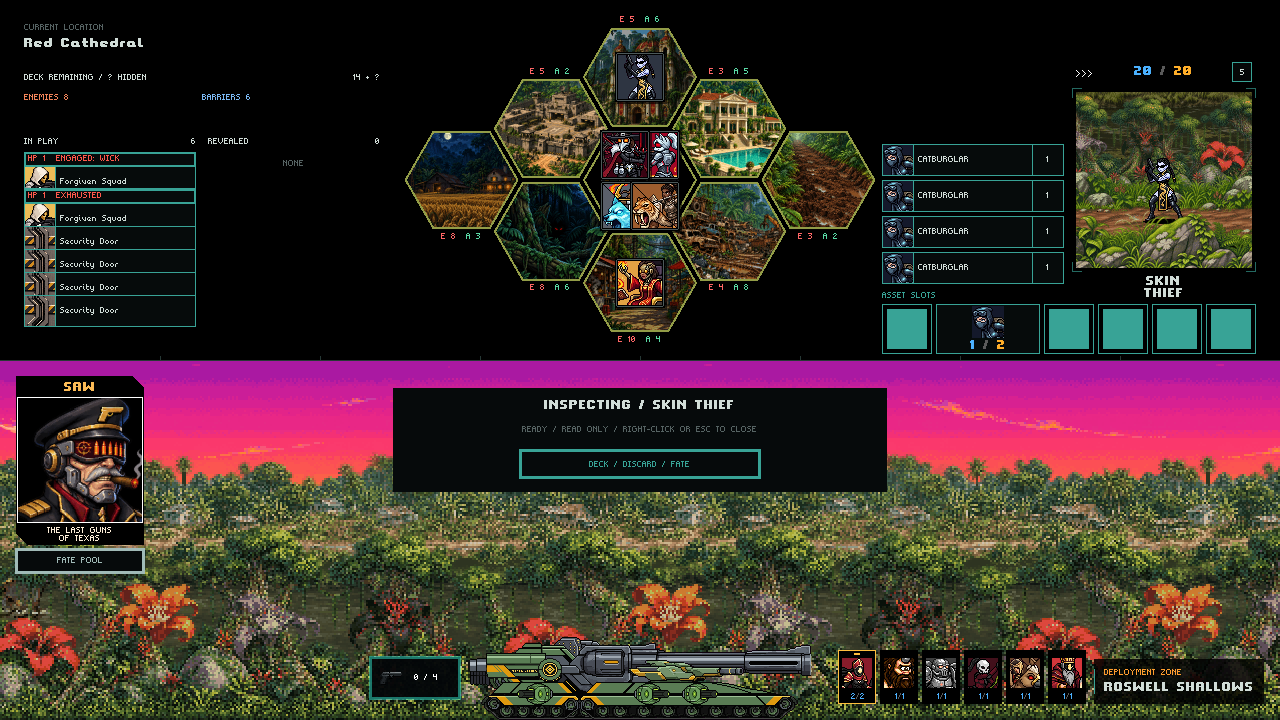 CURRENT LOCATION
Red Cathedral
DECK REMAINING / ? HIDDEN 14 + ?
ENEMIES 8 BARRIERS 6
IN PLAY 6 REVEALED 0
NONE
HP 1 ENGAGED: WICK
Forgiven Squad
HP 1 EXHAUSTED
Forgiven Squad
Security Door
Security Door
Security Door
Security Door
E 5 A 6
E 5 A 2
E 3 A 5
E 8 A 3
E 3 A 2
E 8 A 6
E 4 A 8
E 10 A 4
>>> 20 / 20 5
CATBURGLAR 1
CATBURGLAR 1
CATBURGLAR 1
CATBURGLAR 1
SKIN
THIEF
ASSET SLOTS
1 / 2
SAW
THE LAST GUNS
OF TEXAS
FATE POOL
INSPECTING / SKIN THIEF
READY / READ ONLY / RIGHT-CLICK OR ESC TO CLOSE
DECK / DISCARD / FATE
0 / 4
2/2 1/1 1/1 1/1 1/1 1/1
DEPLOYMENT ZONE
ROSWELL SHALLOWS